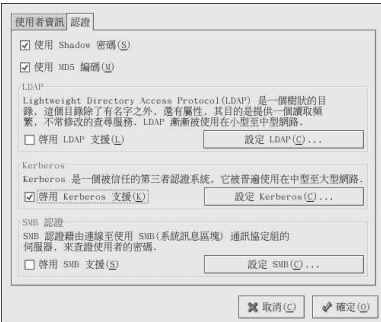 使用者資訊 認證
使用 Shadow 密碼(S)
使用 MD5 編碼(M)
LDAP
Lightweight Directory Access Protocol(LDAP) 是一個樹狀的目
錄, 這個目錄除了有名字之外, 還有屬性. 其目的是提供一個讀取頻
繁, 不常修改的查尋服務. LDAP 漸漸被使用在小型至中型網路.
啓用 LDAP 支援(L)
設定 LDAP(C)...
Kerberos
Kerberos 是一個被信任的第三者認證系統, 它被普遍使用在中型至大型網路.
啓用 Kerberos 支援(K)
設定 Kerberos(C)...
SMB 認證
SMB 認證藉由連線至使用 SMB(系統訊息區塊) 通訊協定組的
伺服器, 來查證使用者的密碼.
啓用 SMB 支援(S)
設定 SMB(C)...
取消(C)
確定(O)